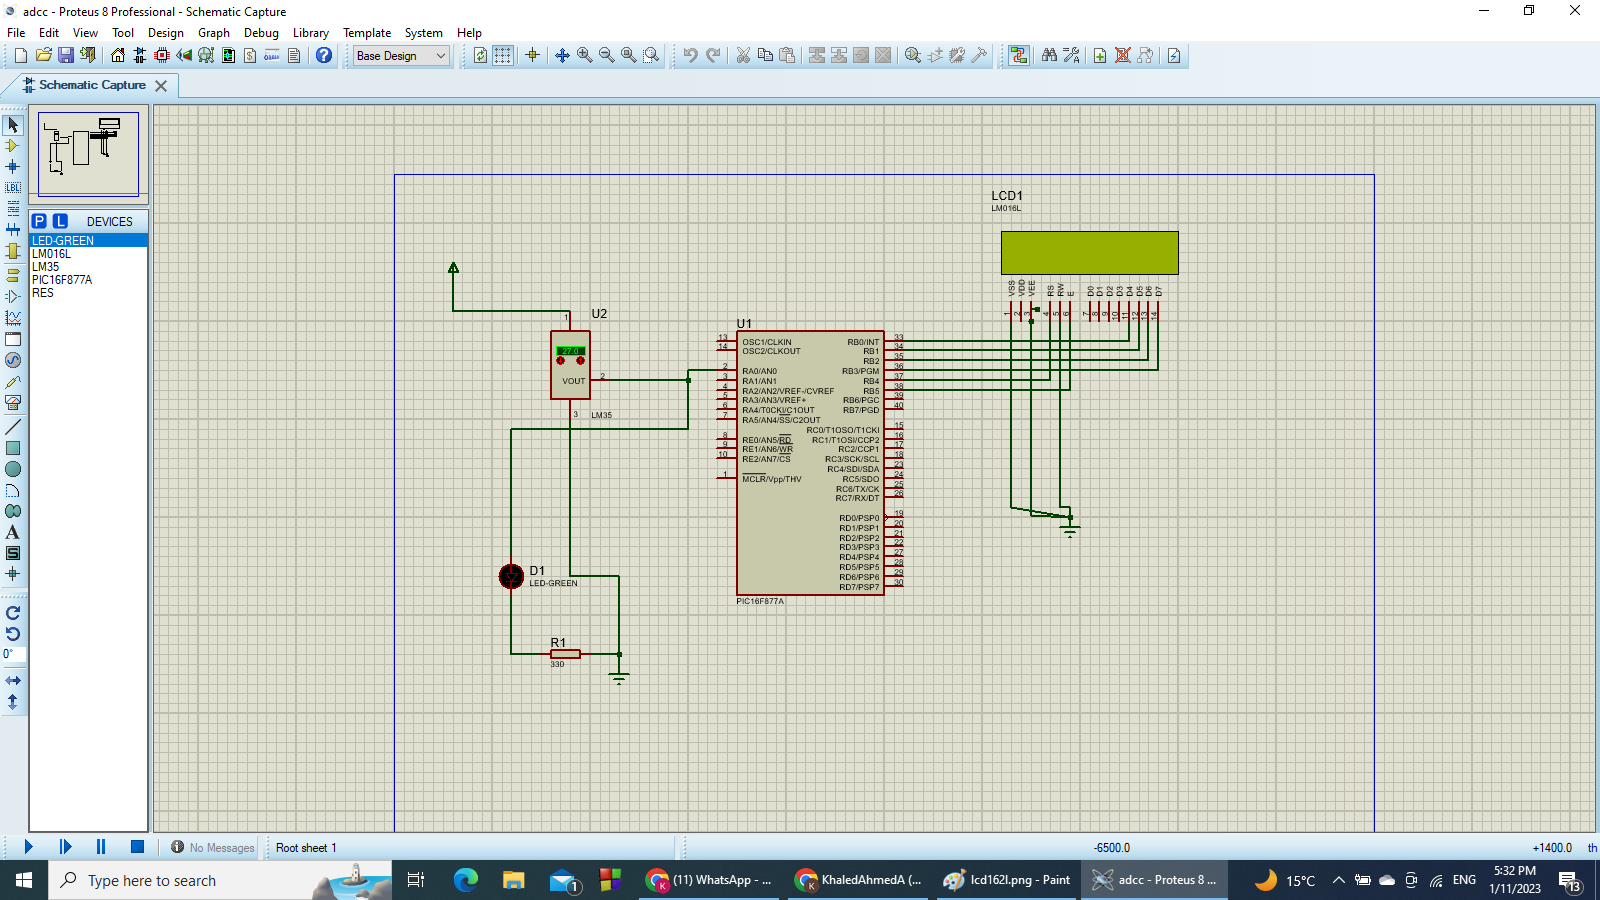 adcc - Proteus 8 Professional - Schematic Capture
File Edit View Tool Design Graph Debug Library Template System Help
Base Design
Schematic Capture
P L DEVICES
LED-GREEN
LM016L
LM35
PIC16F877A
RES
LBL
A
S
0°
LCD1
LM016L
VSS VDD VEE RS RW E D0 D1 D2 D3 D4 D5 D6 D7
1 2 3 4 5 6 7 8 9 10 11 12 13 14
U2
1
27.0
VOUT
2
3
LM35
U1
13 OSC1/CLKIN RB0/INT 33
14 OSC2/CLKOUT RB1 34
RB2 35
2 RA0/AN0 RB3/PGM 36
3 RA1/AN1 RB4 37
4 RA2/AN2/VREF-/CVREF RB5 38
5 RA3/AN3/VREF+ RB6/PGC 39
6 RA4/T0CKI/C1OUT RB7/PGD 40
7 RA5/AN4/SS/C2OUT
RC0/T1OSO/T1CKI 15
8 RE0/AN5/RD RC1/T1OSI/CCP2 16
9 RE1/AN6/WR RC2/CCP1 17
10 RE2/AN7/CS RC3/SCK/SCL 18
RC4/SDI/SDA 23
1 MCLR/Vpp/THV RC5/SDO 24
RC6/TX/CK 25
RC7/RX/DT 26
RD0/PSP0 19
RD1/PSP1 20
RD2/PSP2 21
RD3/PSP3 22
RD4/PSP4 27
RD5/PSP5 28
RD6/PSP6 29
RD7/PSP7 30
PIC16F877A
D1
LED-GREEN
R1
330
No Messages Root sheet 1 -6500.0 +1400.0 th
Type here to search
1
(11) WhatsApp - ...
KhaledAhmedA (...
lcd162l.png - Paint
adcc - Proteus 8 ...
15°C
ENG
5:32 PM
1/11/2023
13